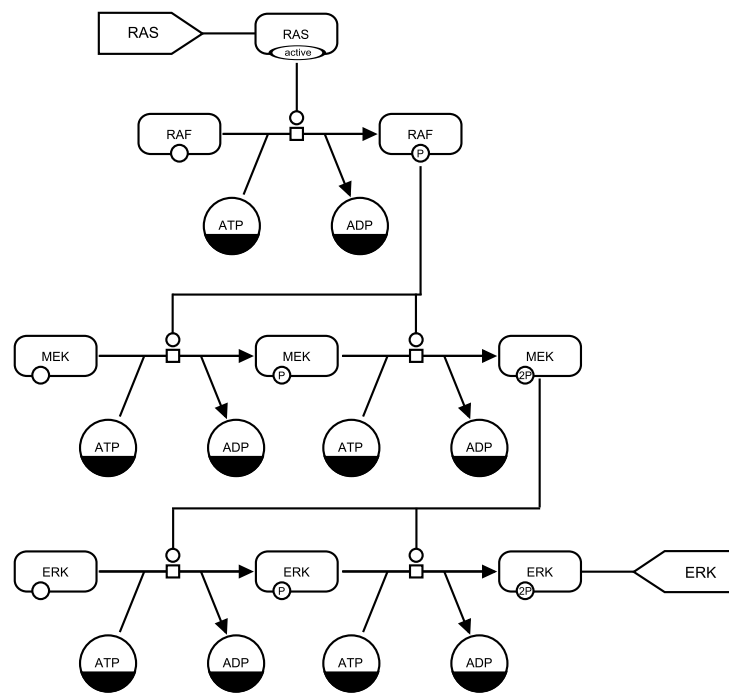 RAS
RAS
active
RAF
RAF
P
ATP
ADP
MEK
MEK
P
MEK
2P
ATP
ADP
ATP
ADP
ERK
ERK
P
ERK
2P
ERK
ATP
ADP
ATP
ADP